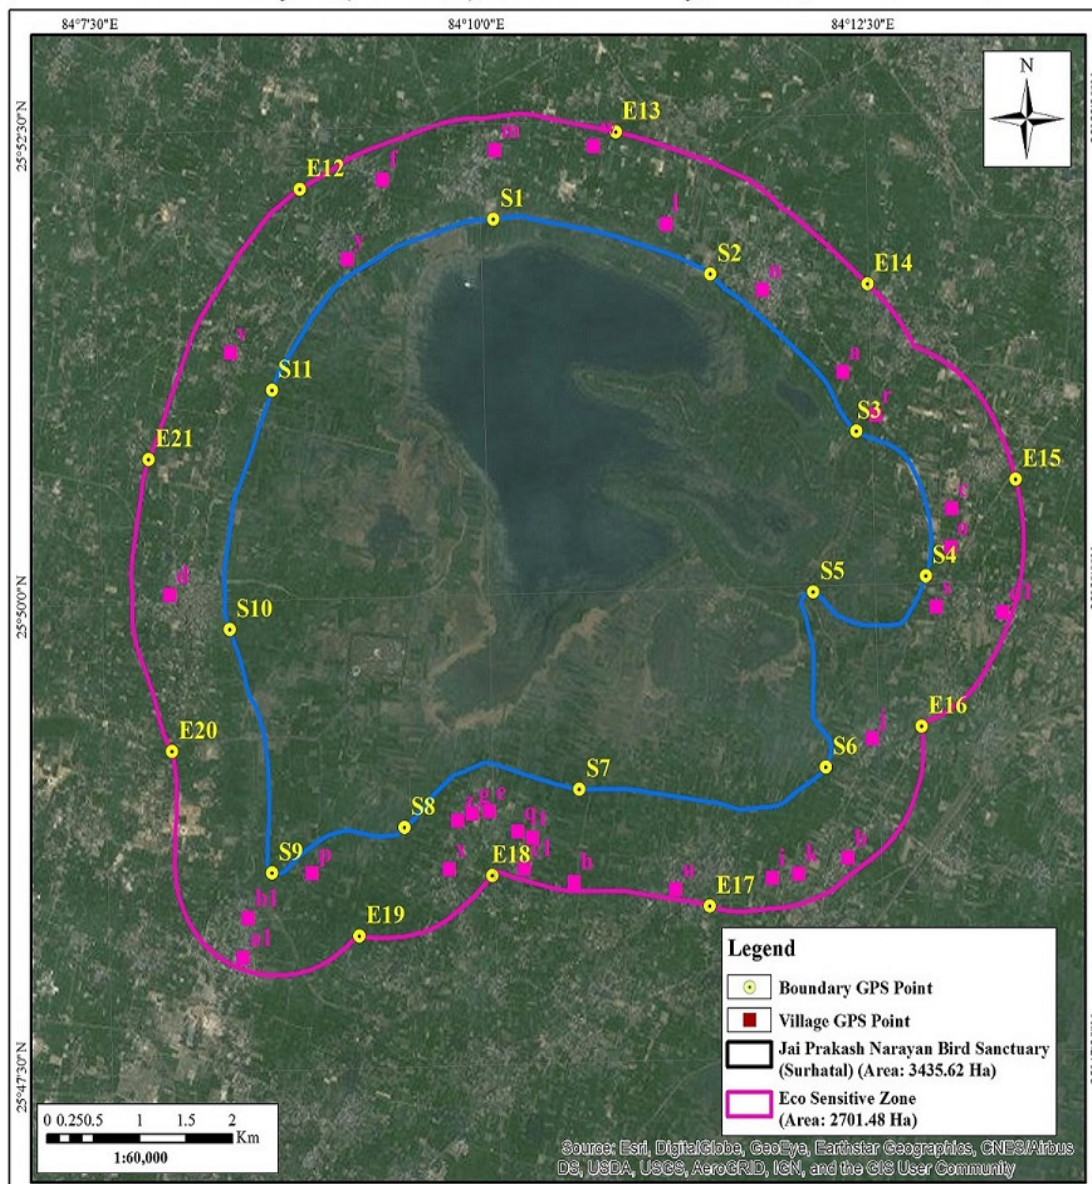 84°7'30"E 84°10'0"E 84°12'30"E
N
25°52'30"N
25°50'0"N
25°47'30"N
E13
m
E12
f
S1
l
y
S2
n
E14
a
S11
r
S3
E21
E15
S4
d
s
S5
S10
E16
j
E20
S6
S7
S8
g
e
q
S9
p
E18
h
i
k
E17
b1
E19
a1
Legend
Boundary GPS Point
Village GPS Point
Jai Prakash Narayan Bird Sanctuary
(Surhatal) (Area: 3435.62 Ha)
Eco Sensitive Zone
(Area: 2701.48 Ha)
0 0.25 0.5 1 1.5 2
Km
1:60,000
Source: Esri, DigitalGlobe, GeoEye, Earthstar Geographics, CNES/Airbus
DS, USDA, USGS, AeroGRID, IGN, and the GIS User Community